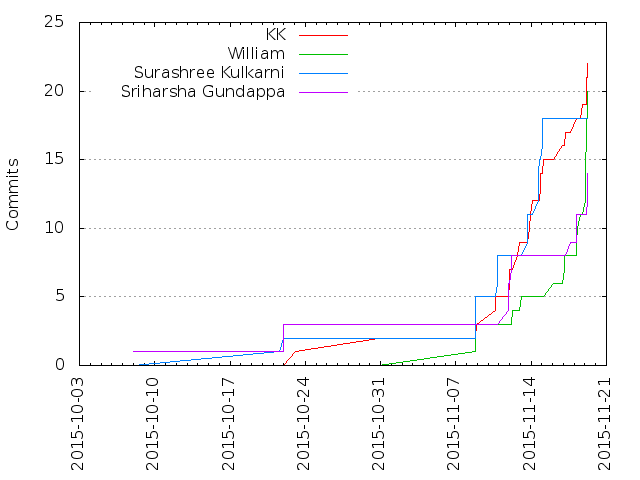 25
20
15
10
5
0
Commits
KK
William
Surashree Kulkarni
Sriharsha Gundappa
2015-10-03
2015-10-10
2015-10-17
2015-10-24
2015-10-31
2015-11-07
2015-11-14
2015-11-21